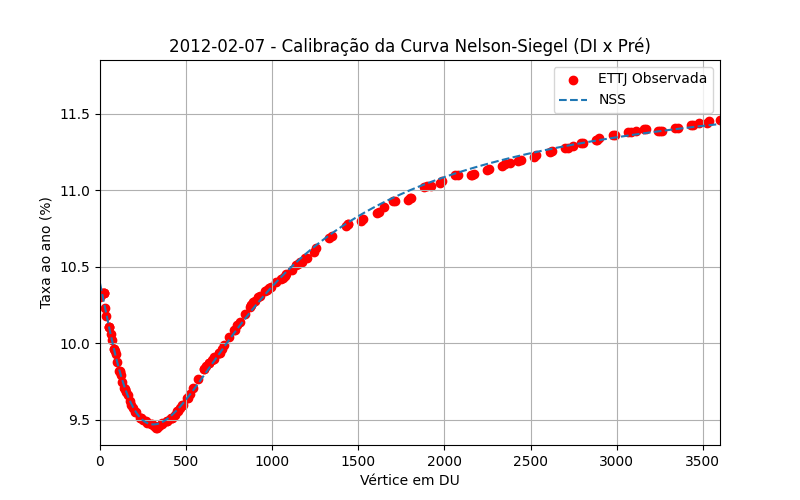 2012-02-07 - Calibração da Curva Nelson-Siegel (DI x Pré)
ETTJ Observada
NSS
Taxa ao ano (%)
11.5
11.0
10.5
10.0
9.5
0 500 1000 1500 2000 2500 3000 3500
Vértice em DU